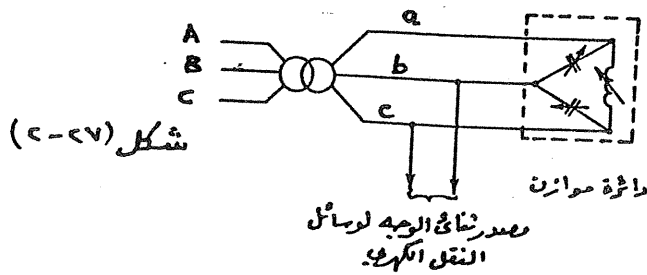 a
A
B
b
C
c
شكل (٢٧-٢)
دائرة موازن
مصدر ثنائي الوجه لوسائل
النقل الكهربي